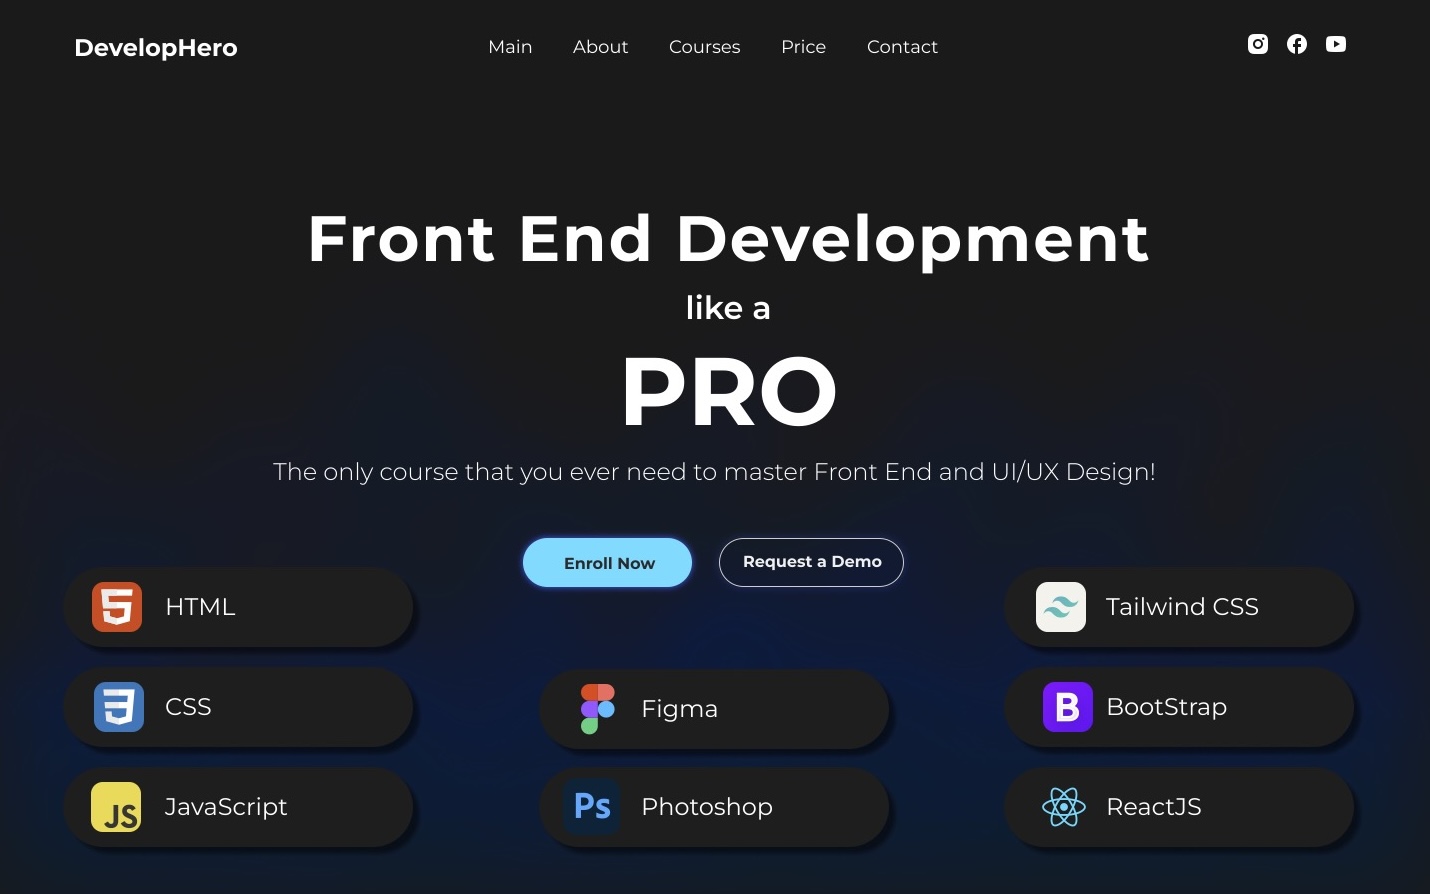 DevelopHero
Main
About
Courses
Price
Contact
Front End Development
like a
PRO
The only course that you ever need to master Front End and UI/UX Design!
Enroll Now
Request a Demo
HTML
CSS
JS
JavaScript
Figma
Ps
Photoshop
Tailwind CSS
B
BootStrap
ReactJS